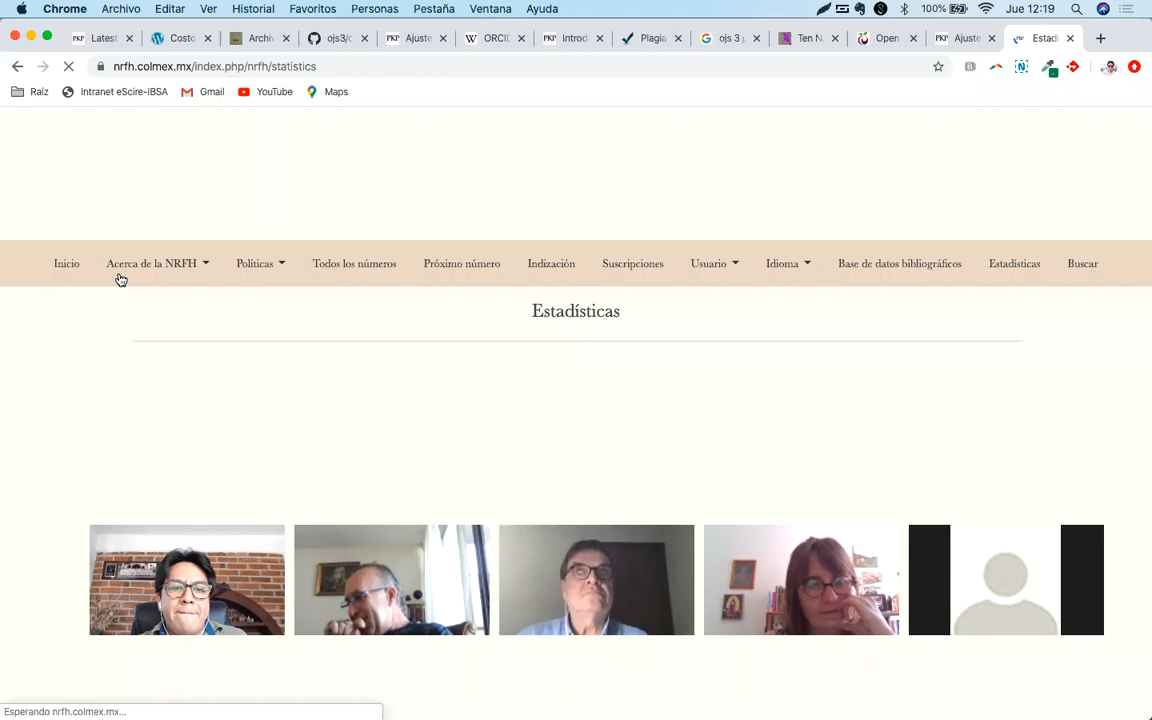 Chrome Archivo Editar Ver Historial Favoritos Personas Pestaña Ventana Ayuda 100% Jue 12:19
Latest Costo Archi ojs3/c Ajuste ORCID Introd Plagia ojs 3 Ten N Open Ajuste Estad
nrfh.colmex.mx/index.php/nrfh/statistics
Raíz Intranet eScire-IBSA Gmail YouTube Maps
Inicio Acerca de la NRFH Políticas Todos los números Próximo número Indización Suscripciones Usuario Idioma Base de datos bibliográficos Estadísticas Buscar
Estadísticas
Esperando nrfh.colmex.mx...